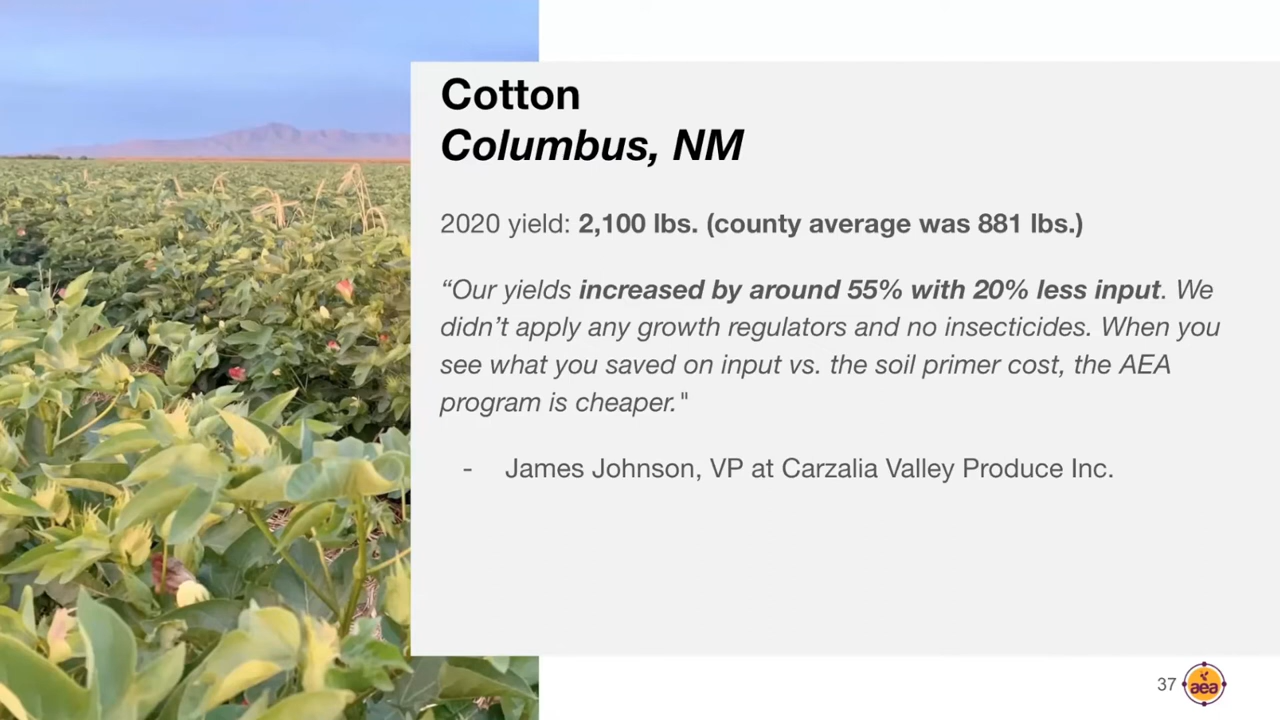 Cotton
Columbus, NM
2020 yield: 2,100 lbs. (county average was 881 lbs.)
“Our yields increased by around 55% with 20% less input. We
didn’t apply any growth regulators and no insecticides. When you
see what you saved on input vs. the soil primer cost, the AEA
program is cheaper."
- James Johnson, VP at Carzalia Valley Produce Inc.
37
aea